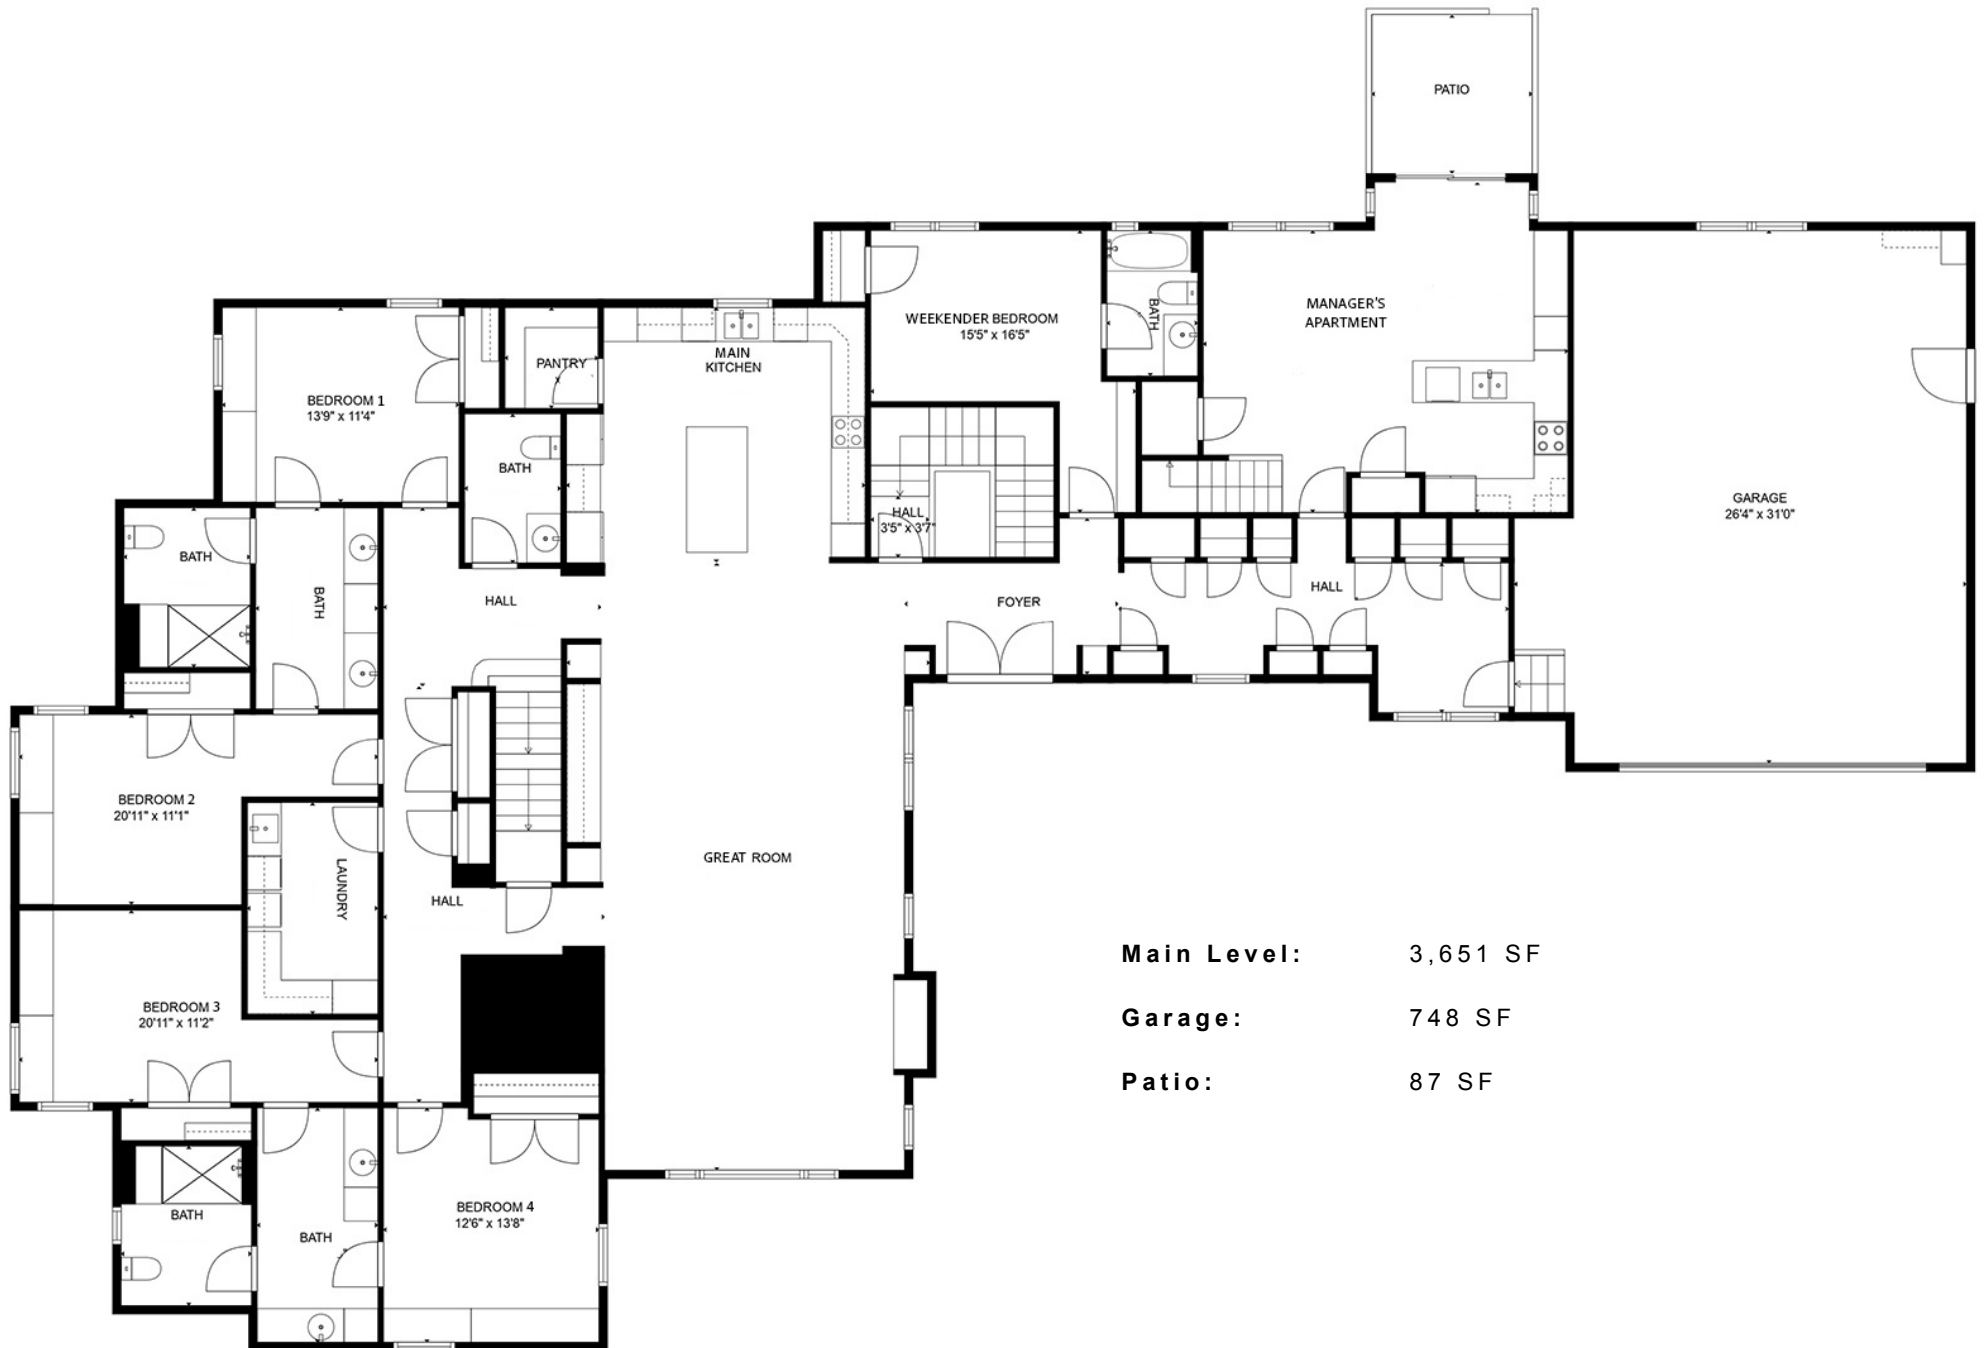 PATIO
MANAGER'S
APARTMENT
WEEKENDER BEDROOM
15'5" x 16'5"
BATH
MAIN
KITCHEN
PANTRY
X
BEDROOM 1
13'9" x 11'4"
BATH
HALL
3'5" x 3'7"
GARAGE
26'4" x 31'0"
BATH
BATH
HALL
FOYER
HALL
BEDROOM 2
20'11" x 11'1"
LAUNDRY
GREAT ROOM
HALL
BEDROOM 3
20'11" x 11'2"
Main Level: 3,651 SF
Garage: 748 SF
Patio: 87 SF
BATH
BATH
BEDROOM 4
12'6" x 13'8"